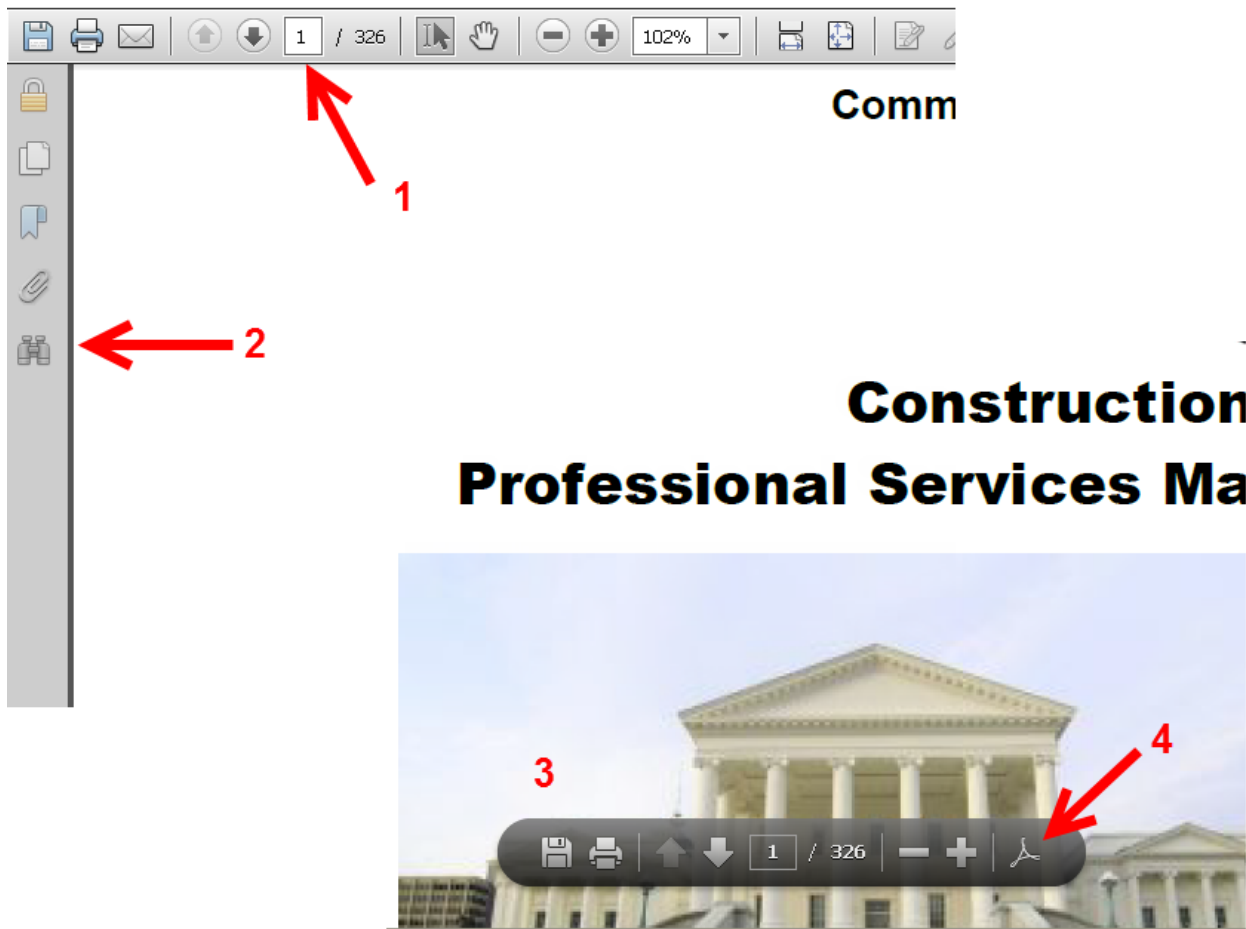 1 / 326 102%
Comm
1
2
Construction
Professional Services Ma
3
4
1 / 326